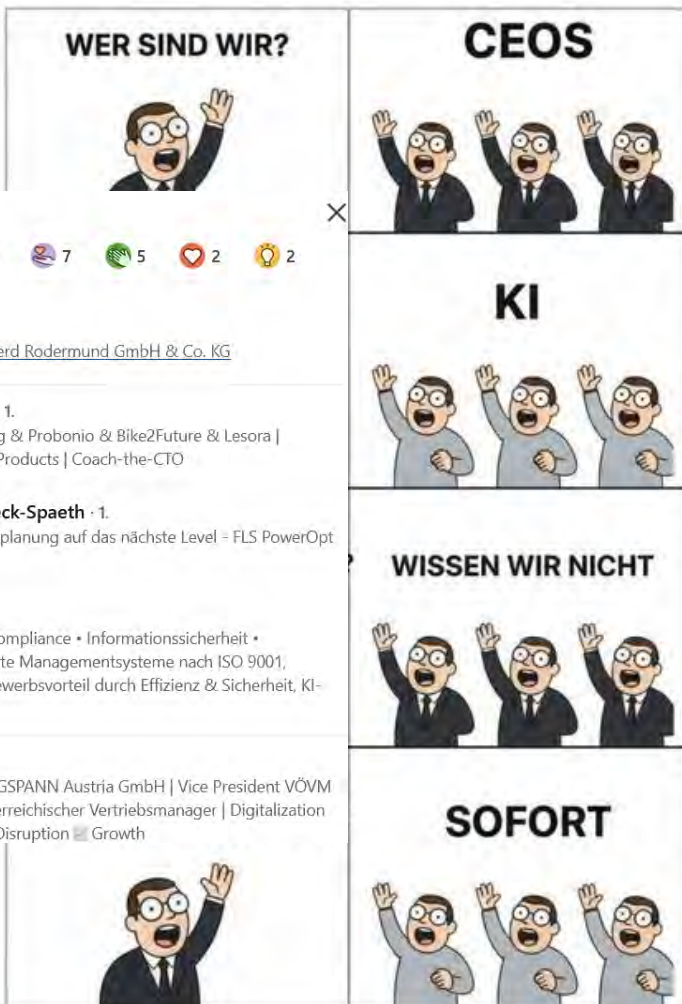 WER SIND WIR?
CEOS
7 5 2 2
erd Rodermund GmbH & Co. KG
1.
g & Probonio & Bike2Future & Lesora |
Products | Coach-the-CTO
eck-Spaeth · 1.
planung auf das nächste Level – FLS PowerOpt
ompliance • Informationssicherheit •
te Managementsysteme nach ISO 9001,
ewerbsvorteil durch Effizienz & Sicherheit, KI-
GSPANN Austria GmbH | Vice President VÖVM
erreichischer Vertriebsmanager | Digitalization
Disruption Growth
KI
?
WISSEN WIR NICHT
SOFORT